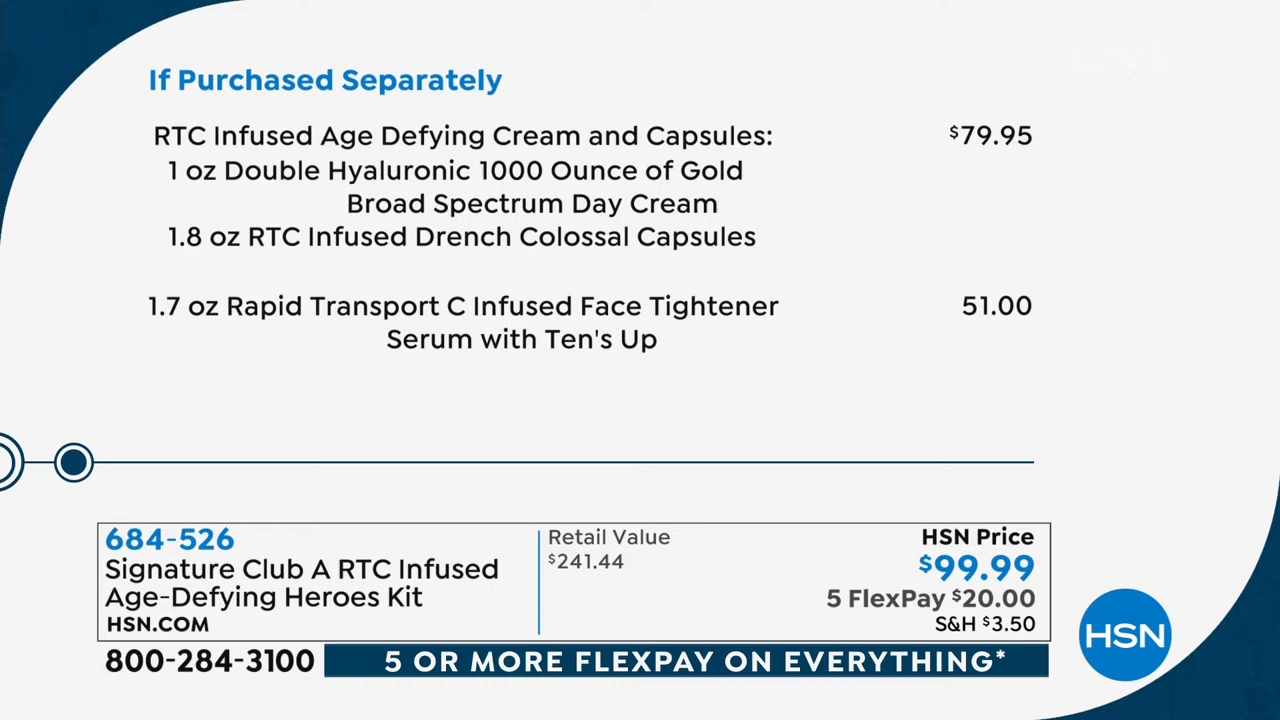 If Purchased Separately
RTC Infused Age Defying Cream and Capsules: $79.95
1 oz Double Hyaluronic 1000 Ounce of Gold
Broad Spectrum Day Cream
1.8 oz RTC Infused Drench Colossal Capsules
1.7 oz Rapid Transport C Infused Face Tightener 51.00
Serum with Ten's Up
684-526
Signature Club A RTC Infused
Age-Defying Heroes Kit
HSN.COM
Retail Value
$241.44
HSN Price
$99.99
5 FlexPay $20.00
S&H $3.50
HSN
800-284-3100
5 OR MORE FLEXPAY ON EVERYTHING*